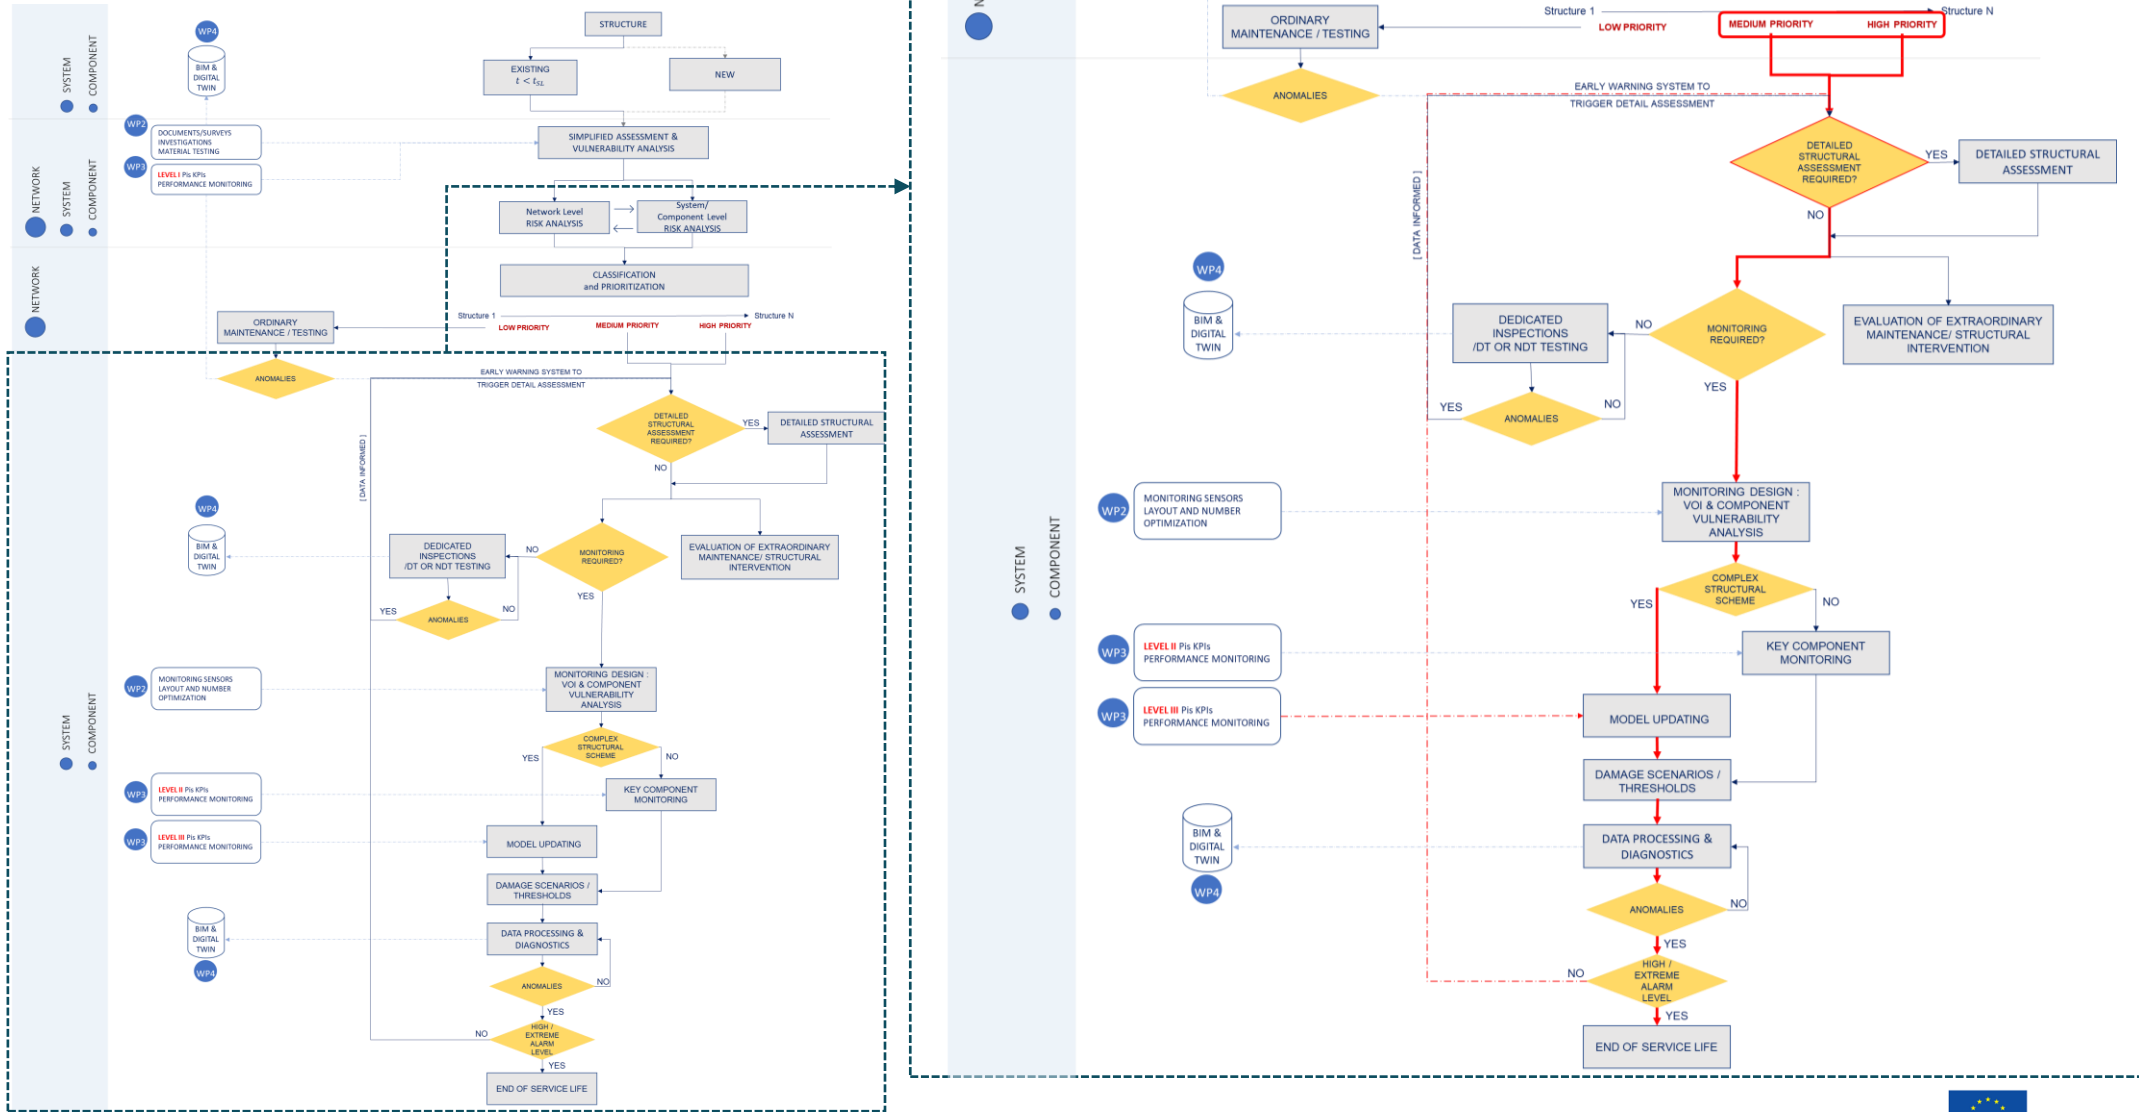 STRUCTURE
EXISTING
t < t_SL
NEW
WP4
BIM &
DIGITAL
TWIN
SYSTEM
COMPONENT
WP2
DOCUMENTS/SURVEYS
INVESTIGATIONS
MATERIAL TESTING
WP3
LEVEL I Pis KPIs
PERFORMANCE MONITORING
SIMPLIFIED ASSESSMENT &
VULNERABILITY ANALYSIS
NETWORK
SYSTEM
COMPONENT
Network Level
RISK ANALYSIS
System/
Component Level
RISK ANALYSIS
NETWORK
CLASSIFICATION
and PRIORITIZATION
Structure 1
Structure N
LOW PRIORITY
MEDIUM PRIORITY
HIGH PRIORITY
ORDINARY
MAINTENANCE / TESTING
ANOMALIES
EARLY WARNING SYSTEM TO
TRIGGER DETAIL ASSESSMENT
[ DATA INFORMED ]
DETAILED
STRUCTURAL
ASSESSMENT
REQUIRED?
YES
DETAILED STRUCTURAL
ASSESSMENT
NO
WP4
BIM &
DIGITAL
TWIN
DEDICATED
INSPECTIONS
/DT OR NDT TESTING
NO
MONITORING
REQUIRED?
EVALUATION OF EXTRAORDINARY
MAINTENANCE/ STRUCTURAL
INTERVENTION
YES
YES
ANOMALIES
NO
SYSTEM
COMPONENT
WP2
MONITORING SENSORS
LAYOUT AND NUMBER
OPTIMIZATION
MONITORING DESIGN :
VOI & COMPONENT
VULNERABILITY
ANALYSIS
COMPLEX
STRUCTURAL
SCHEME
YES
NO
WP3
LEVEL II Pis KPIs
PERFORMANCE MONITORING
KEY COMPONENT
MONITORING
WP3
LEVEL III Pis KPIs
PERFORMANCE MONITORING
MODEL UPDATING
DAMAGE SCENARIOS /
THRESHOLDS
BIM &
DIGITAL
TWIN
WP4
DATA PROCESSING &
DIAGNOSTICS
ANOMALIES
NO
YES
HIGH /
EXTREME
ALARM
LEVEL
NO
YES
END OF SERVICE LIFE
N
ORDINARY
MAINTENANCE / TESTING
Structure 1
Structure N
LOW PRIORITY
MEDIUM PRIORITY
HIGH PRIORITY
ANOMALIES
EARLY WARNING SYSTEM TO
TRIGGER DETAIL ASSESSMENT
[ DATA INFORMED ]
DETAILED
STRUCTURAL
ASSESSMENT
REQUIRED?
YES
DETAILED STRUCTURAL
ASSESSMENT
NO
WP4
BIM &
DIGITAL
TWIN
DEDICATED
INSPECTIONS
/DT OR NDT TESTING
NO
MONITORING
REQUIRED?
EVALUATION OF EXTRAORDINARY
MAINTENANCE/ STRUCTURAL
INTERVENTION
YES
YES
ANOMALIES
NO
SYSTEM
COMPONENT
WP2
MONITORING SENSORS
LAYOUT AND NUMBER
OPTIMIZATION
MONITORING DESIGN :
VOI & COMPONENT
VULNERABILITY
ANALYSIS
COMPLEX
STRUCTURAL
SCHEME
YES
NO
WP3
LEVEL II Pis KPIs
PERFORMANCE MONITORING
KEY COMPONENT
MONITORING
WP3
LEVEL III Pis KPIs
PERFORMANCE MONITORING
MODEL UPDATING
DAMAGE SCENARIOS /
THRESHOLDS
BIM &
DIGITAL
TWIN
WP4
DATA PROCESSING &
DIAGNOSTICS
ANOMALIES
NO
YES
HIGH /
EXTREME
ALARM
LEVEL
NO
YES
END OF SERVICE LIFE